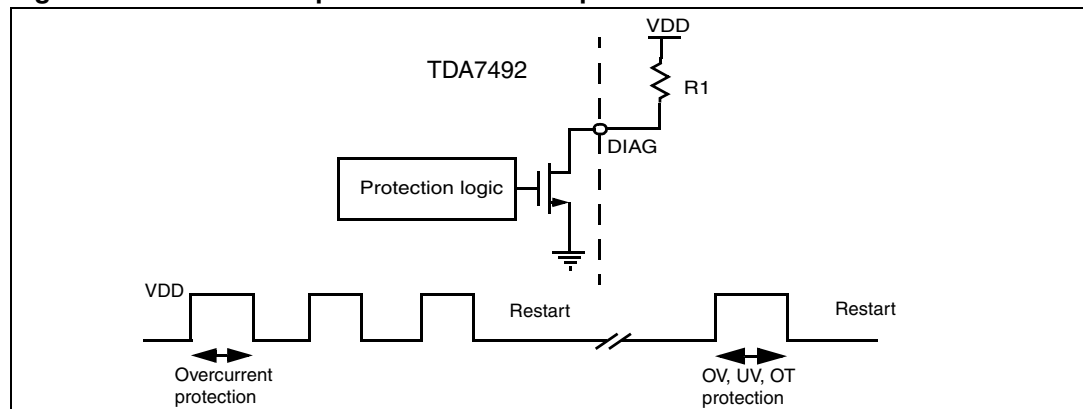 VDD
TDA7492
R1
DIAG
Protection logic
VDD
Restart
Restart
Overcurrent
protection
OV, UV, OT
protection